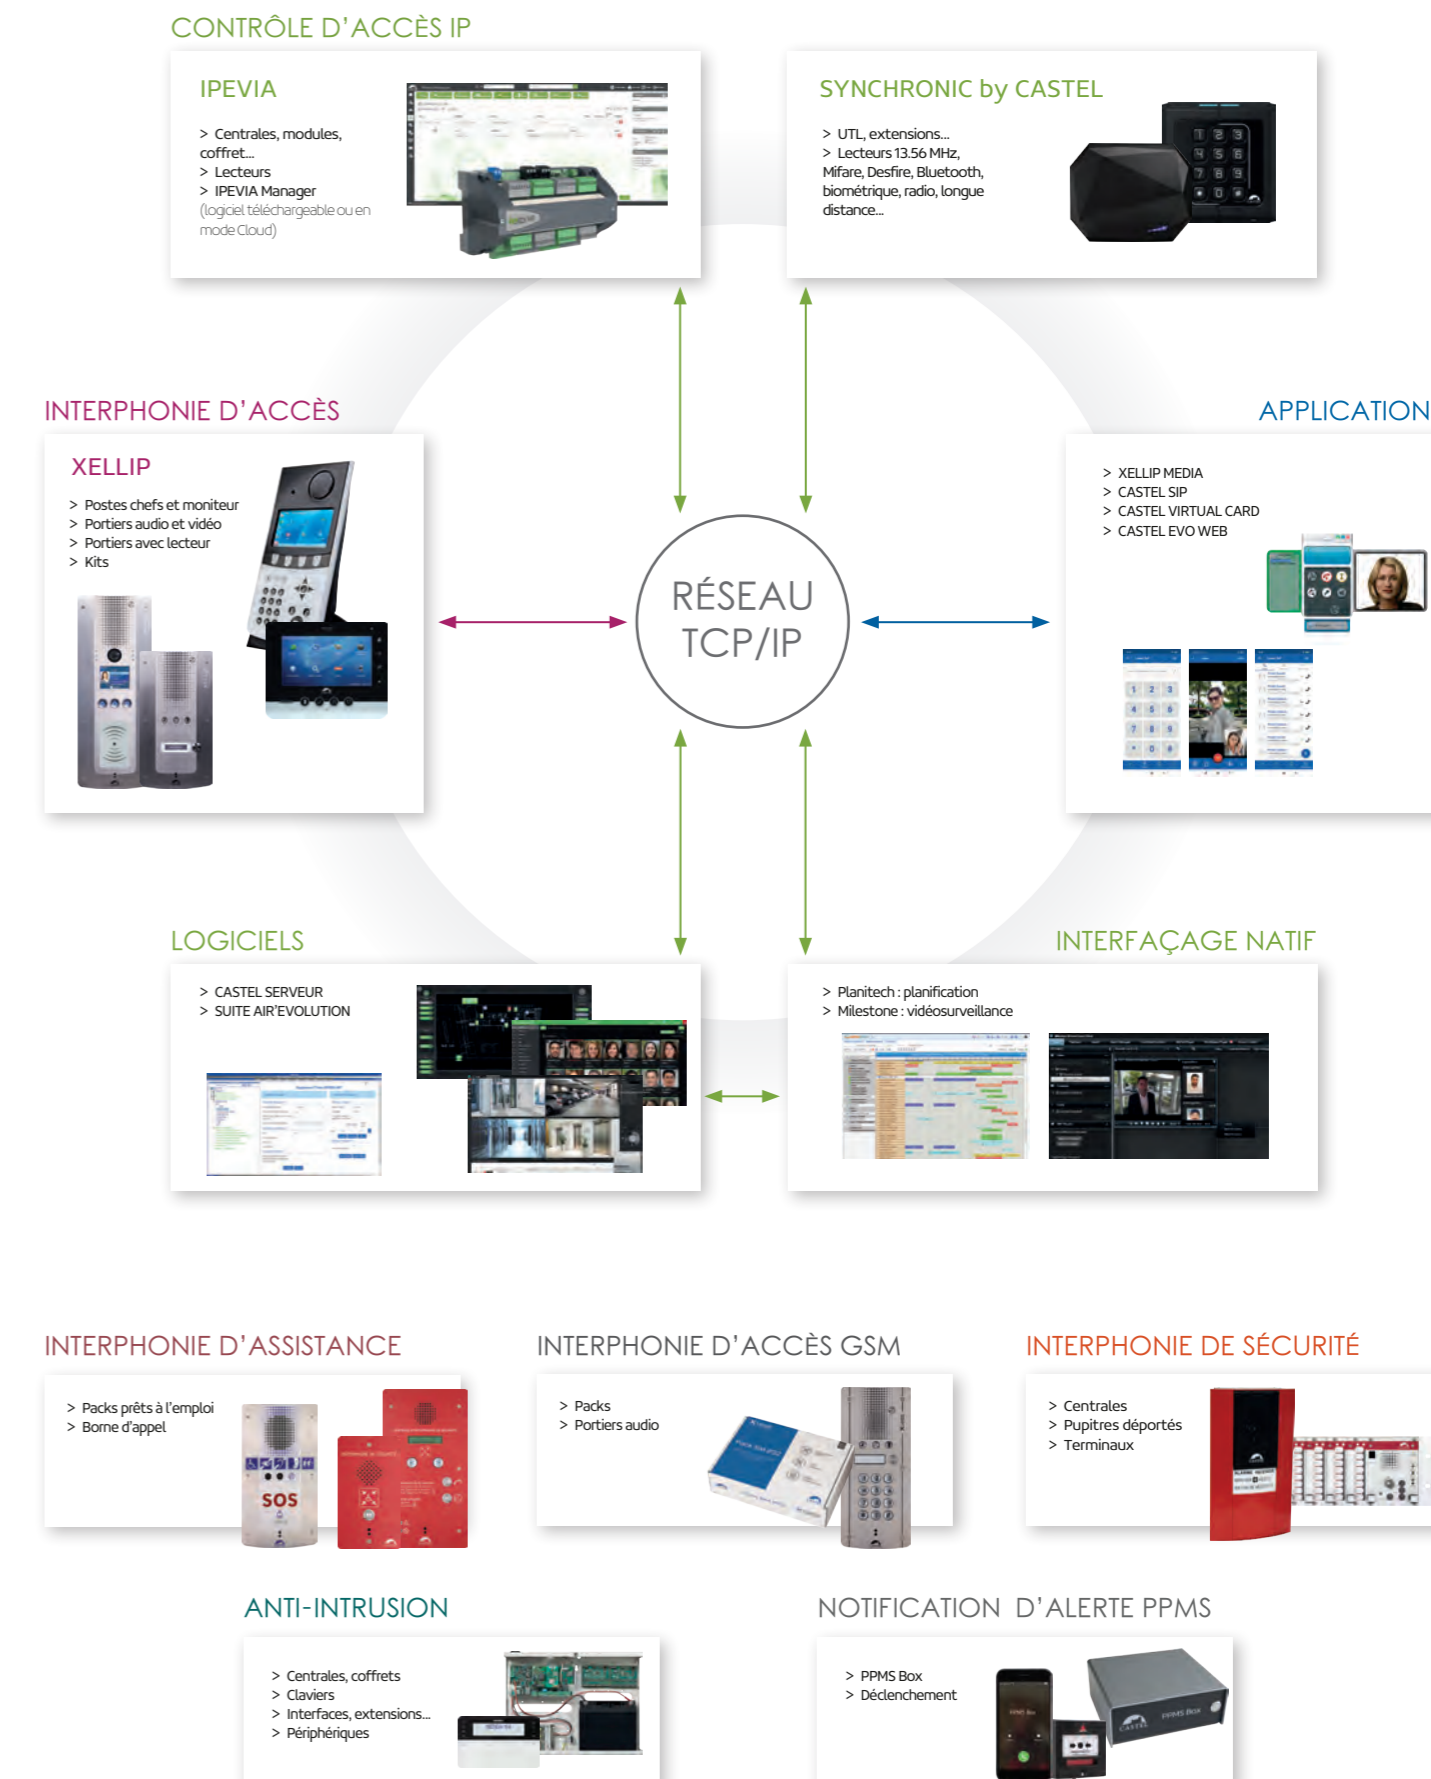 CONTRÔLE D'ACCÈS IP
IPEVIA
> Centrales, modules,
coffret...
> Lecteurs
> IPEVIA Manager
(logiciel téléchargeable ou en
mode Cloud)
SYNCHRONIC by CASTEL
> UTL, extensions...
> Lecteurs 13.56 MHz,
Mifare, Desfire, Bluetooth,
biométrique, radio, longue
distance...
INTERPHONIE D'ACCÈS
XELLIP
> Postes chefs et moniteur
> Portiers audio et vidéo
> Portiers avec lecteur
> Kits
APPLICATION
> XELLIP MEDIA
> CASTEL SIP
> CASTEL VIRTUAL CARD
> CASTEL EVO WEB
RÉSEAU
TCP/IP
LOGICIELS
> CASTEL SERVEUR
> SUITE AIR'EVOLUTION
INTERFAÇAGE NATIF
> Planitech : planification
> Milestone : vidéosurveillance
INTERPHONIE D'ASSISTANCE
> Packs prêts à l'emploi
> Borne d'appel
SOS
INTERPHONIE D'ACCÈS GSM
> Packs
> Portiers audio
INTERPHONIE DE SÉCURITÉ
> Centrales
> Pupitres déportés
> Terminaux
ANTI-INTRUSION
> Centrales, coffrets
> Claviers
> Interfaces, extensions...
> Périphériques
NOTIFICATION D'ALERTE PPMS
> PPMS Box
> Déclenchement
PPMS Box
CASTEL
PPMS Box